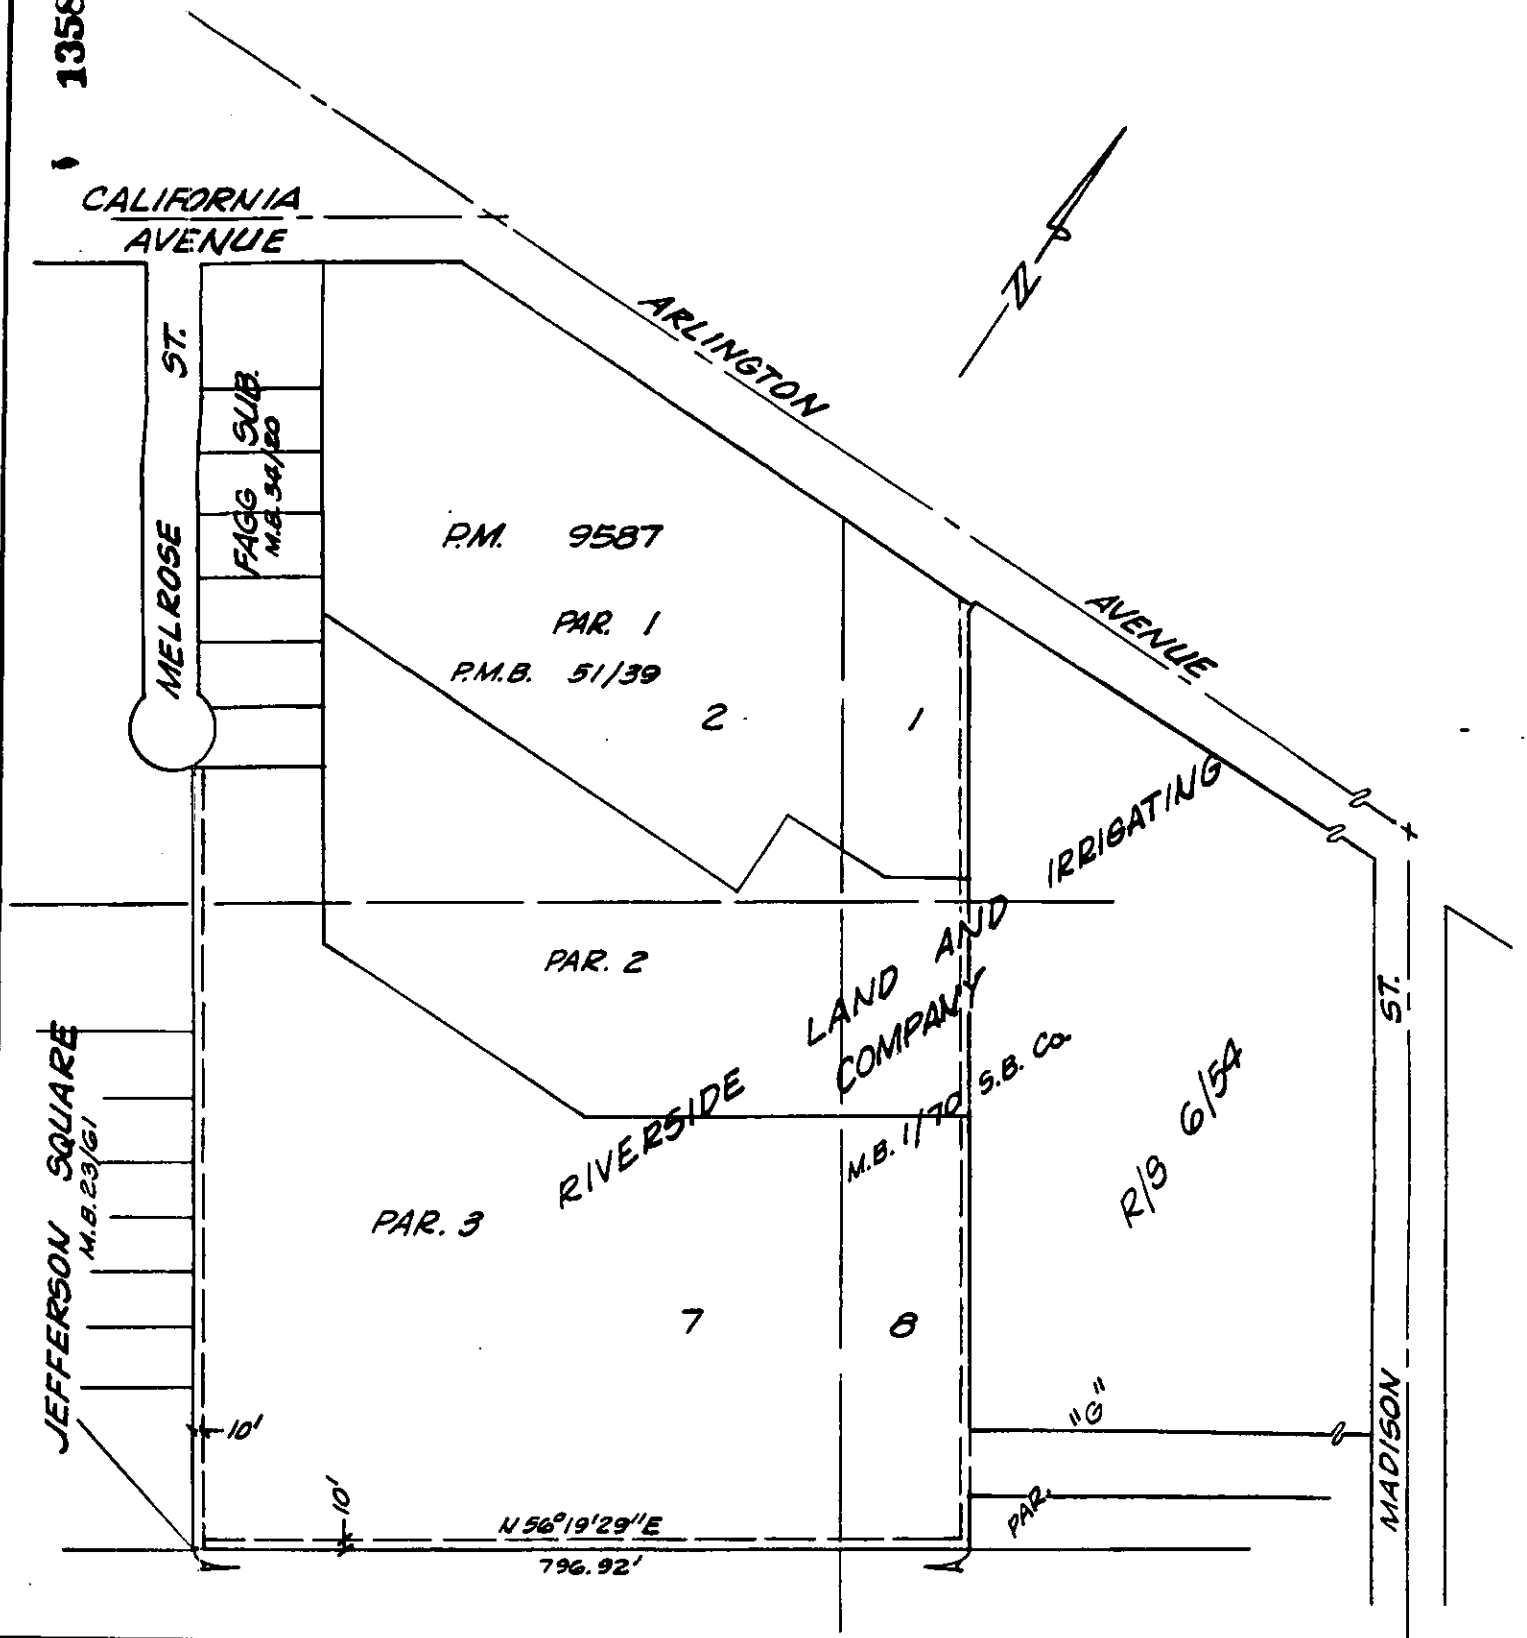 1358
CALIFORNIA
AVENUE
ARLINGTON
AVENUE
N
MELROSE ST.
FAGG SUB.
M.B. 34/20
P.M. 9587
PAR. 1
P.M.B. 51/39
2
1
PAR. 2
RIVERSIDE LAND AND IRRIGATING
COMPANY
M.B. 1/70 S.B. Co.
R/S 6/54
PAR. 3
7
8
JEFFERSON SQUARE
M.B. 23/61
10'
10'
N 56°19'29"E
796.92'
PAR. "G"
MADISON ST.